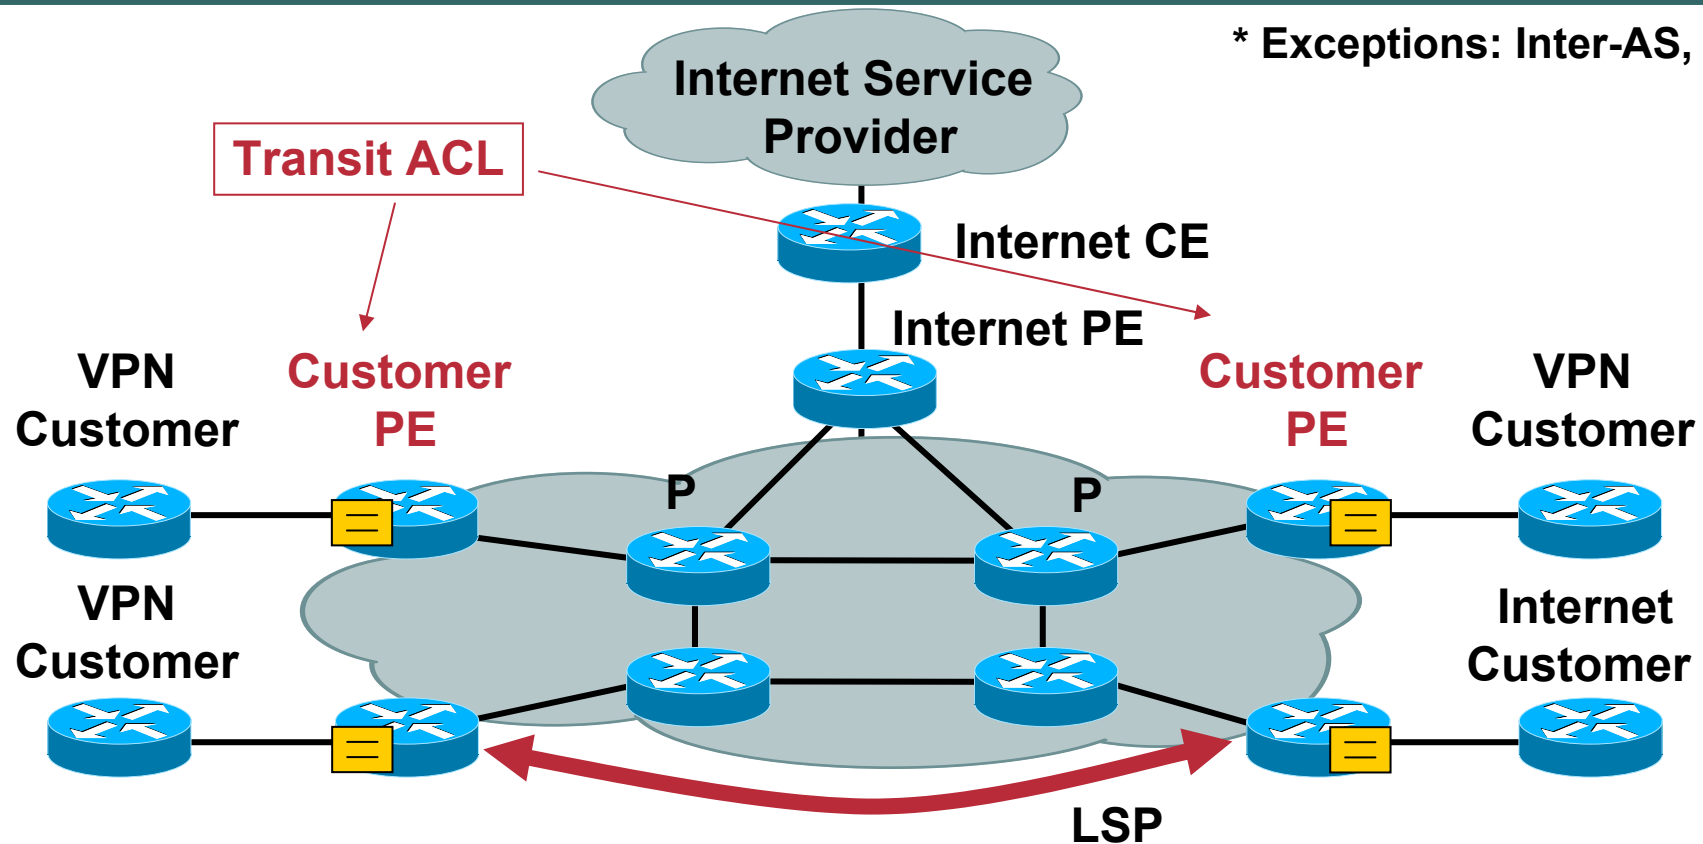 * Exceptions: Inter-AS,
Internet Service
Provider
Transit ACL
Internet CE
Internet PE
VPN
Customer
Customer
PE
Customer
PE
VPN
Customer
P
P
VPN
Customer
Internet
Customer
LSP